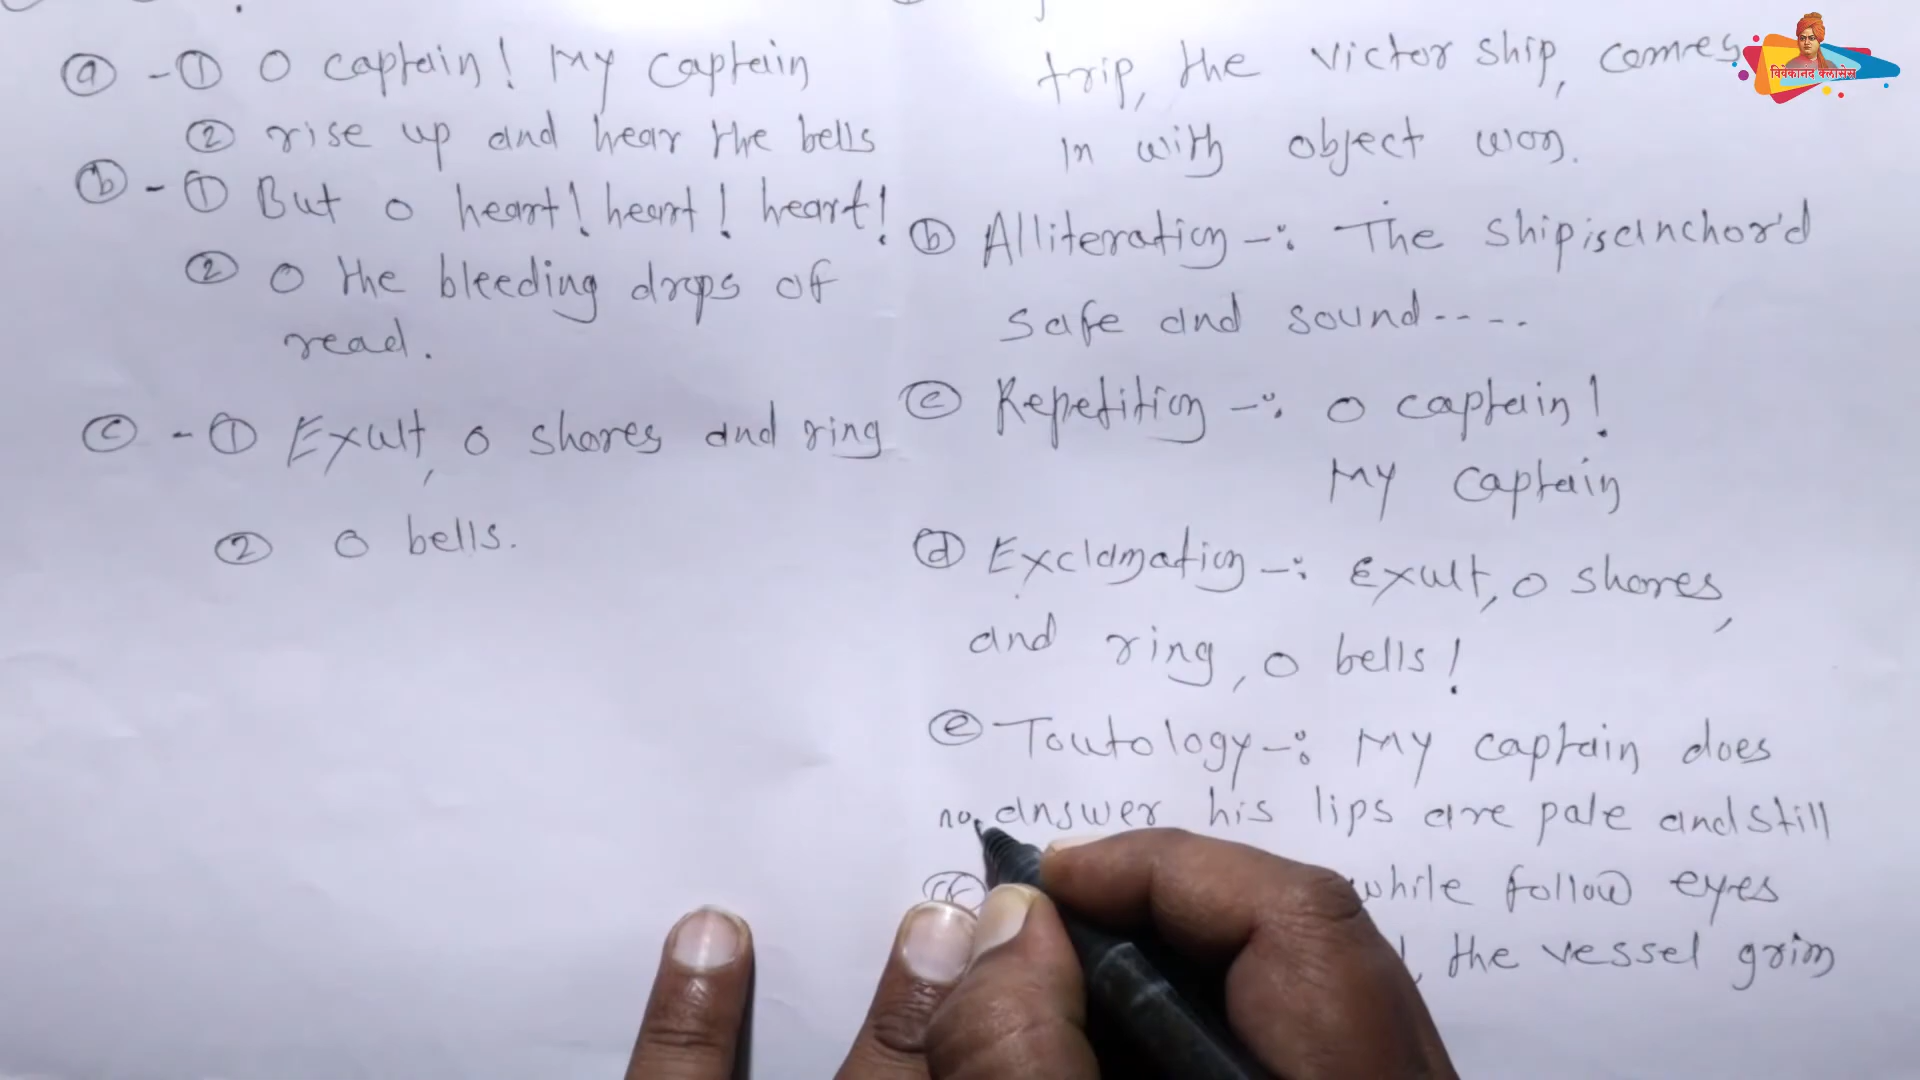 a - 1 O captain! My captain
2 rise up and hear the bells
b - 1 But o heart! heart! heart!
2 O the bleeding drops of
read.
c - 1 Exult, o shores and ring
2 O bells.
trip, the victor ship, comes
In with object won.
b Alliteration -: The ship is anchor'd
safe and sound----
c Repetition -: O captain!
My captain
d Exclamation -: Exult, o shores,
and ring, o bells!
e Toutology -: My captain does
no answer his lips are pale and still
while follow eyes
the vessel grim
विवेकानंद क्लासेस